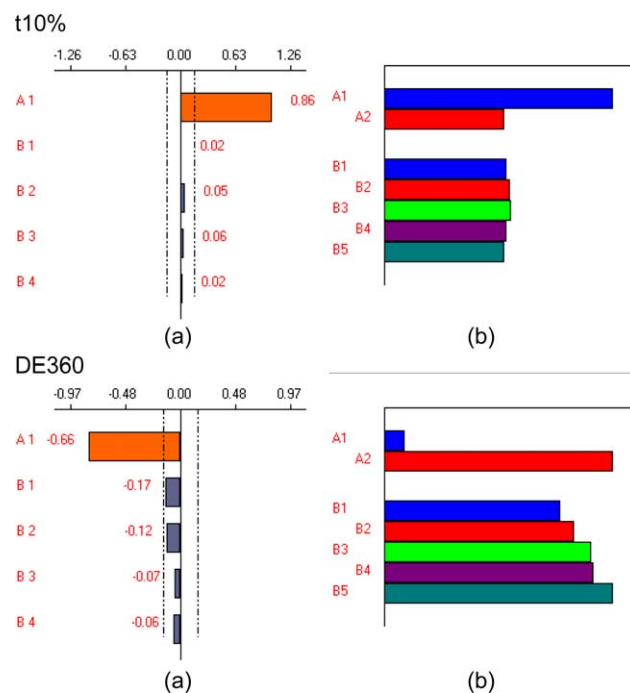 t10%
-1.26 -0.63 0.00 0.63 1.26
A 1 0.86
B 1 0.02
B 2 0.05
B 3 0.06
B 4 0.02
(a)
A1
A2
B1
B2
B3
B4
B5
(b)
DE360
-0.97 -0.48 0.00 0.48 0.97
A 1 -0.66
B 1 -0.17
B 2 -0.12
B 3 -0.07
B 4 -0.06
(a)
A1
A2
B1
B2
B3
B4
B5
(b)